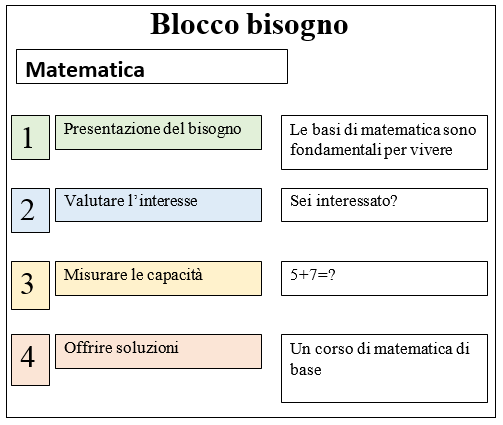 Blocco bisogno
Matematica
1
Presentazione del bisogno
Le basi di matematica sono
fondamentali per vivere
2
Valutare l’interesse
Sei interessato?
3
Misurare le capacità
5+7=?
4
Offrire soluzioni
Un corso di matematica di
base